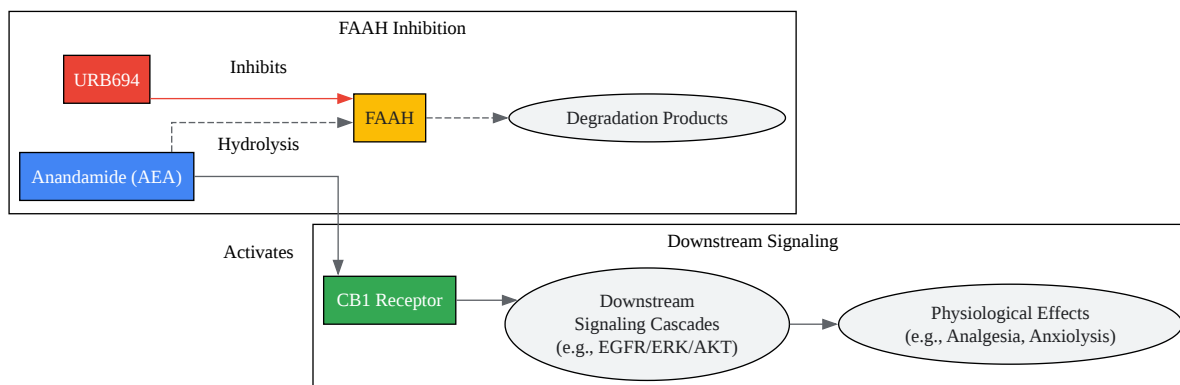 FAAH Inhibition
URB694
Inhibits
FAAH
Degradation Products
Hydrolysis
Anandamide (AEA)
Activates
Downstream Signaling
CB1 Receptor
Downstream
Signaling Cascades
(e.g., EGFR/ERK/AKT)
Physiological Effects
(e.g., Analgesia, Anxiolysis)